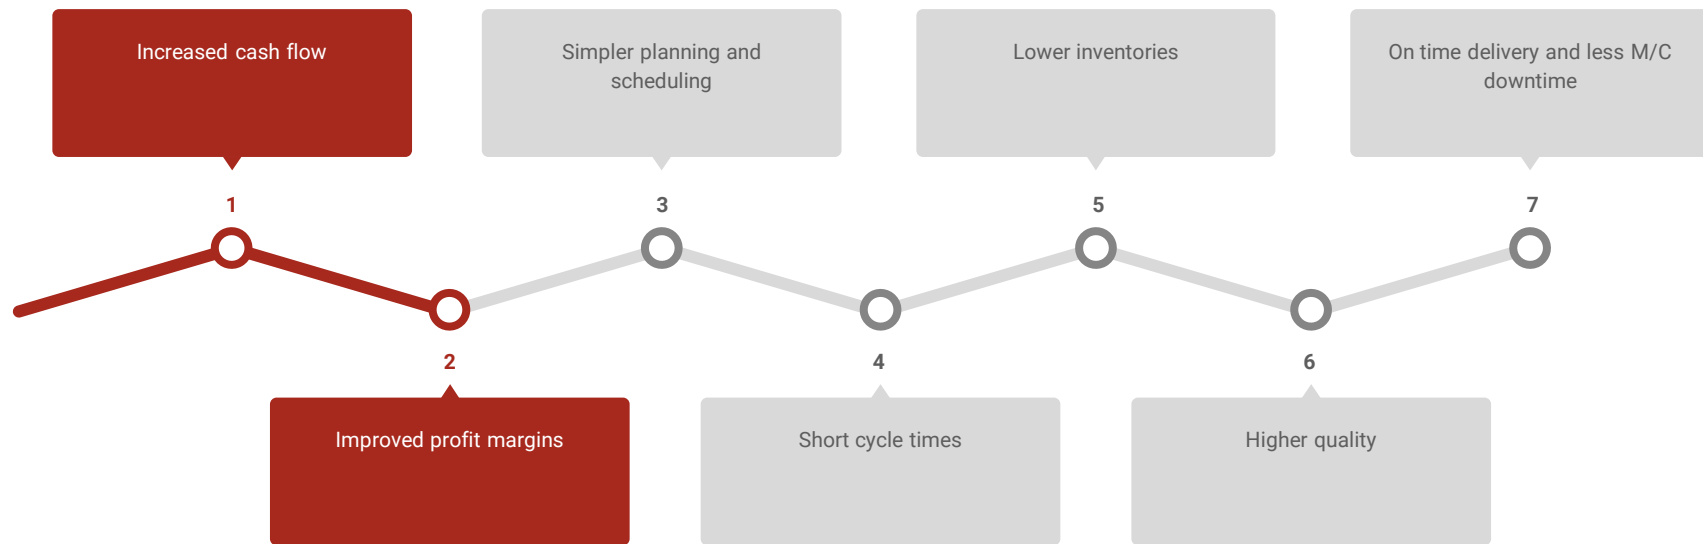 Increased cash flow
1
2
Improved profit margins
Simpler planning and
scheduling
3
4
Short cycle times
Lower inventories
5
6
Higher quality
On time delivery and less M/C
downtime
7